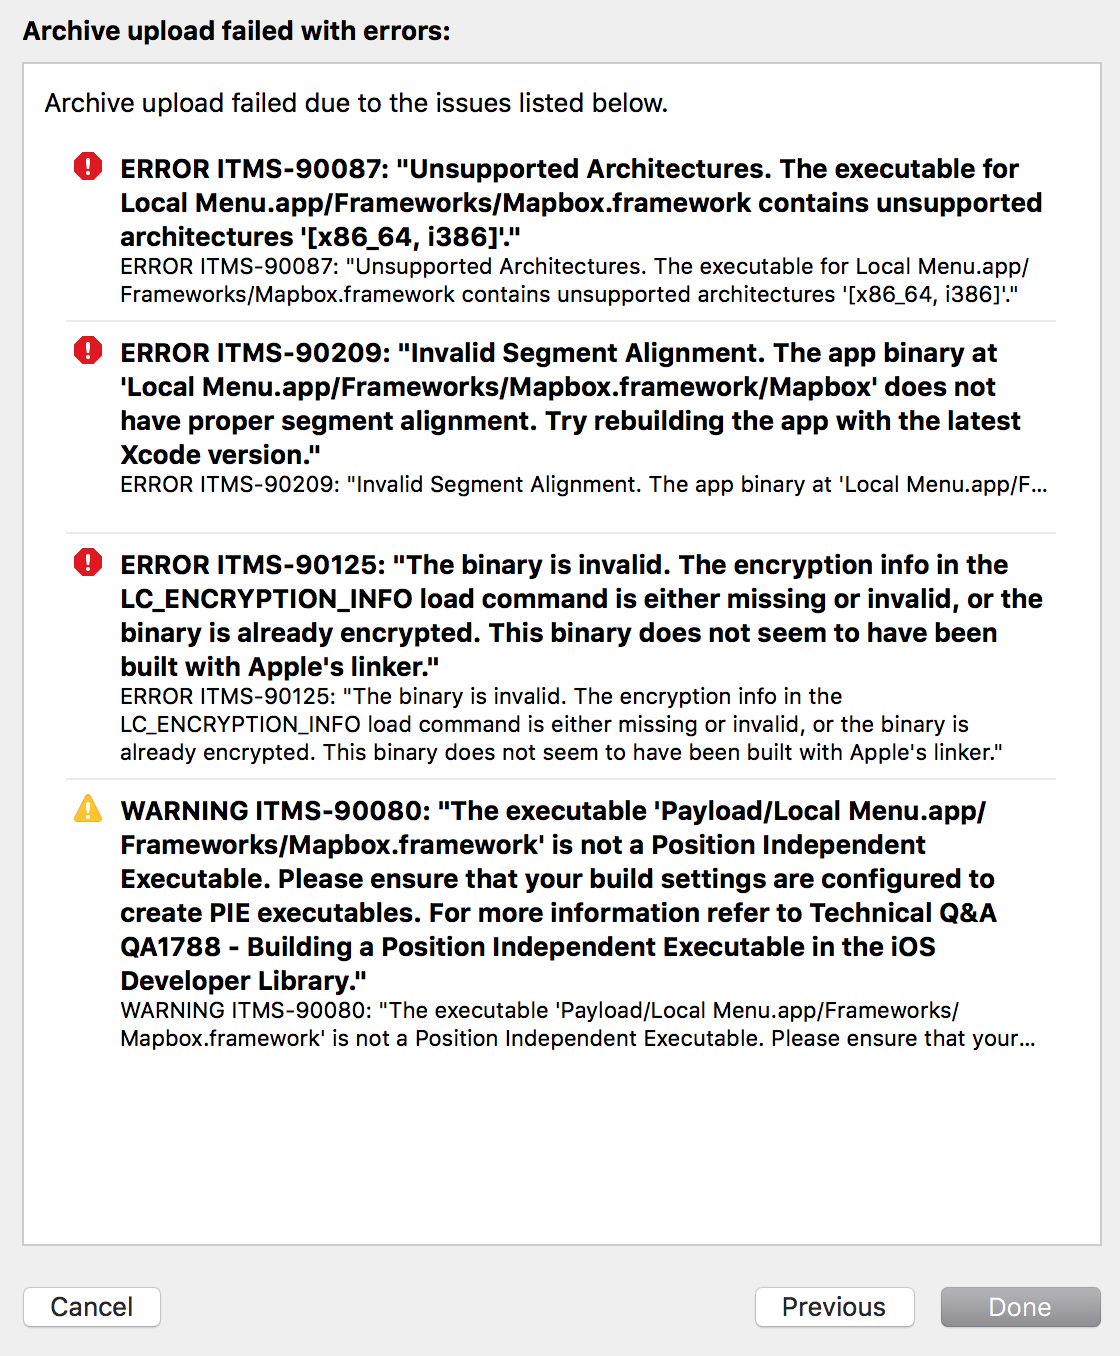 Archive upload failed with errors:
Archive upload failed due to the issues listed below.
ERROR ITMS-90087: "Unsupported Architectures. The executable for
Local Menu.app/Frameworks/Mapbox.framework contains unsupported
architectures '[x86_64, i386]'."
ERROR ITMS-90087: "Unsupported Architectures. The executable for Local Menu.app/
Frameworks/Mapbox.framework contains unsupported architectures '[x86_64, i386]'."
ERROR ITMS-90209: "Invalid Segment Alignment. The app binary at
'Local Menu.app/Frameworks/Mapbox.framework/Mapbox' does not
have proper segment alignment. Try rebuilding the app with the latest
Xcode version."
ERROR ITMS-90209: "Invalid Segment Alignment. The app binary at 'Local Menu.app/F...
ERROR ITMS-90125: "The binary is invalid. The encryption info in the
LC_ENCRYPTION_INFO load command is either missing or invalid, or the
binary is already encrypted. This binary does not seem to have been
built with Apple's linker."
ERROR ITMS-90125: "The binary is invalid. The encryption info in the
LC_ENCRYPTION_INFO load command is either missing or invalid, or the binary is
already encrypted. This binary does not seem to have been built with Apple's linker."
WARNING ITMS-90080: "The executable 'Payload/Local Menu.app/
Frameworks/Mapbox.framework' is not a Position Independent
Executable. Please ensure that your build settings are configured to
create PIE executables. For more information refer to Technical Q&A
QA1788 - Building a Position Independent Executable in the iOS
Developer Library."
WARNING ITMS-90080: "The executable 'Payload/Local Menu.app/Frameworks/
Mapbox.framework' is not a Position Independent Executable. Please ensure that your...
Cancel
Previous
Done